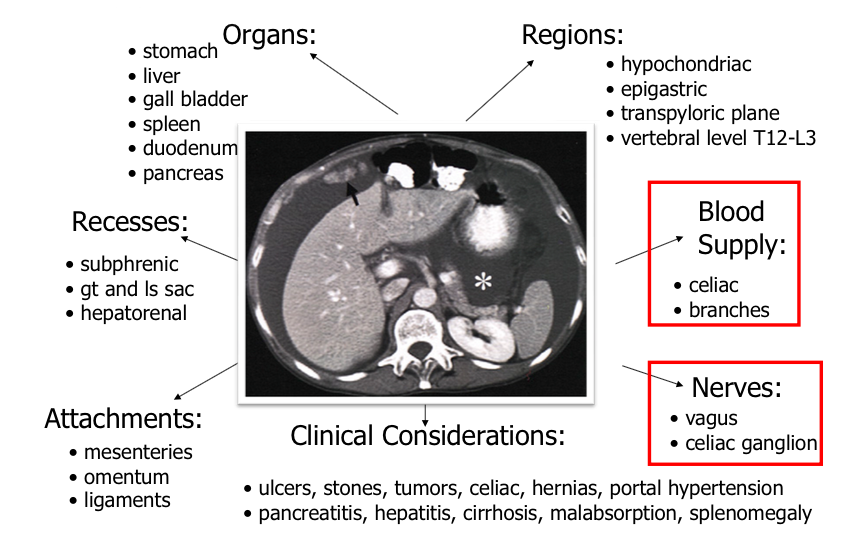 Organs:
• stomach
• liver
• gall bladder
• spleen
• duodenum
• pancreas
Regions:
• hypochondriac
• epigastric
• transpyloric plane
• vertebral level T12-L3
Recesses:
• subphrenic
• gt and ls sac
• hepatorenal
*
Blood
Supply:
• celiac
• branches
Attachments:
• mesenteries
• omentum
• ligaments
Nerves:
• vagus
• celiac ganglion
Clinical Considerations:
• ulcers, stones, tumors, celiac, hernias, portal hypertension
• pancreatitis, hepatitis, cirrhosis, malabsorption, splenomegaly